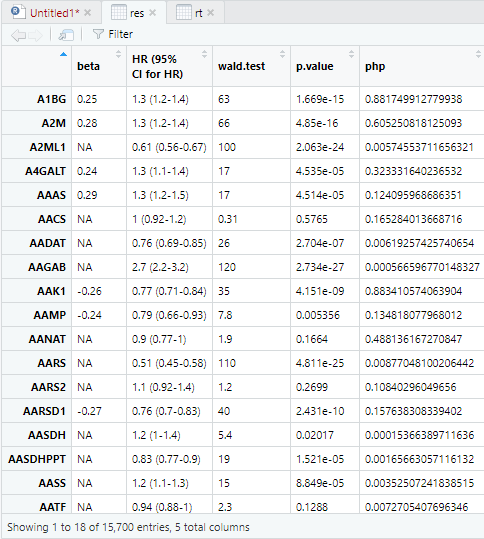 Untitled1* res rt
Filter
beta HR (95% CI for HR) wald.test p.value php
A1BG 0.25 1.3 (1.2-1.4) 63 1.669e-15 0.881749912779938
A2M 0.28 1.3 (1.2-1.4) 66 4.85e-16 0.605250818125093
A2ML1 NA 0.61 (0.56-0.67) 100 2.063e-24 0.00574553711656321
A4GALT 0.24 1.3 (1.1-1.4) 17 4.535e-05 0.323331640236532
AAAS 0.29 1.3 (1.2-1.5) 17 4.514e-05 0.124095968686351
AACS NA 1 (0.92-1.2) 0.31 0.5765 0.165284013668716
AADAT NA 0.76 (0.69-0.85) 26 2.704e-07 0.00619257425740654
AAGAB NA 2.7 (2.2-3.2) 120 2.734e-27 0.000566596770148327
AAK1 -0.26 0.77 (0.71-0.84) 35 4.151e-09 0.883410574063904
AAMP -0.24 0.79 (0.66-0.93) 7.8 0.005356 0.134818077968012
AANAT NA 0.9 (0.77-1) 1.9 0.1664 0.488136167270847
AARS NA 0.51 (0.45-0.58) 110 4.811e-25 0.00877048100206442
AARS2 NA 1.1 (0.92-1.4) 1.2 0.2699 0.10840296049656
AARSD1 -0.27 0.76 (0.7-0.83) 40 2.431e-10 0.157638308339402
AASDH NA 1.2 (1-1.4) 5.4 0.02017 0.00015366389711636
AASDHPPT NA 0.83 (0.77-0.9) 19 1.521e-05 0.00165663057116132
AASS NA 1.2 (1.1-1.3) 15 8.849e-05 0.00352507241838515
AATF NA 0.94 (0.88-1) 2.3 0.1288 0.0072705407696346
Showing 1 to 18 of 15,700 entries, 5 total columns